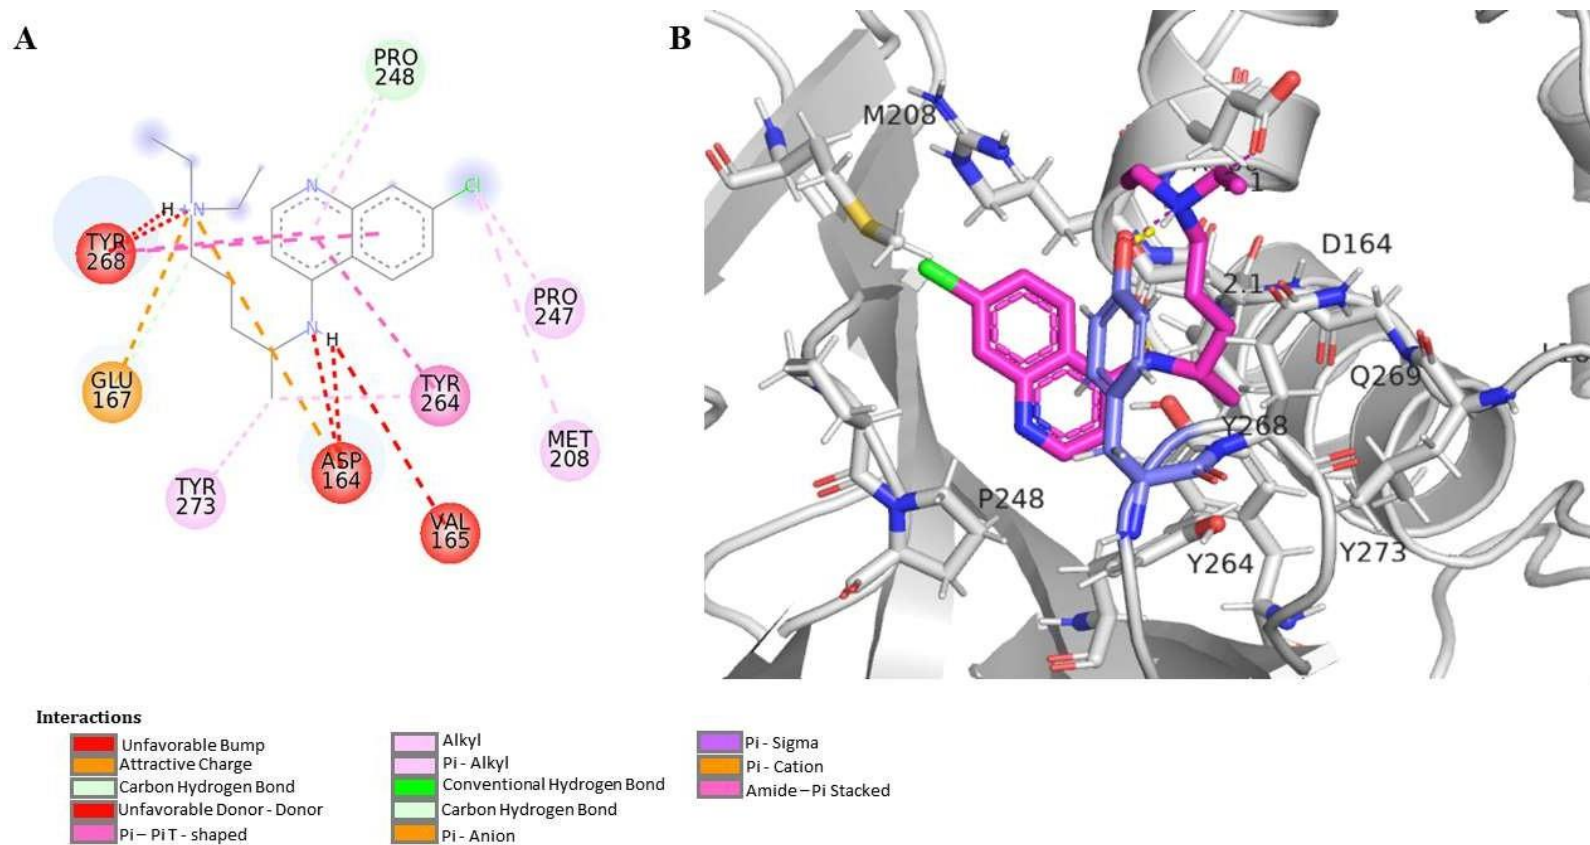 A
PRO
248
N
Cl
H
N
TYR
268
PRO
247
N
H
GLU
167
TYR
264
MET
208
ASP
164
TYR
273
VAL
165
B
M208
D164
2.1
Q269
Y268
P248
Y264
Y273
Interactions
Unfavorable Bump
Attractive Charge
Carbon Hydrogen Bond
Unfavorable Donor - Donor
Pi – Pi T - shaped
Alkyl
Pi - Alkyl
Conventional Hydrogen Bond
Carbon Hydrogen Bond
Pi - Anion
Pi - Sigma
Pi - Cation
Amide – Pi Stacked